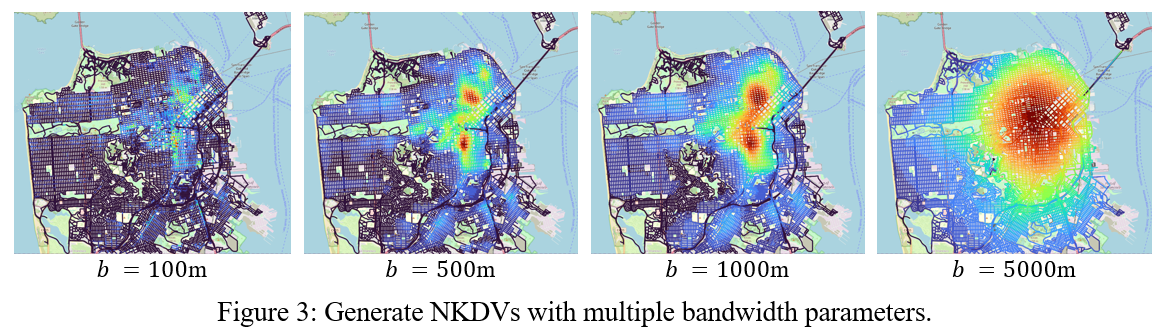 b = 100m
b = 500m
b = 1000m
b = 5000m
Figure 3: Generate NKDVs with multiple bandwidth parameters.